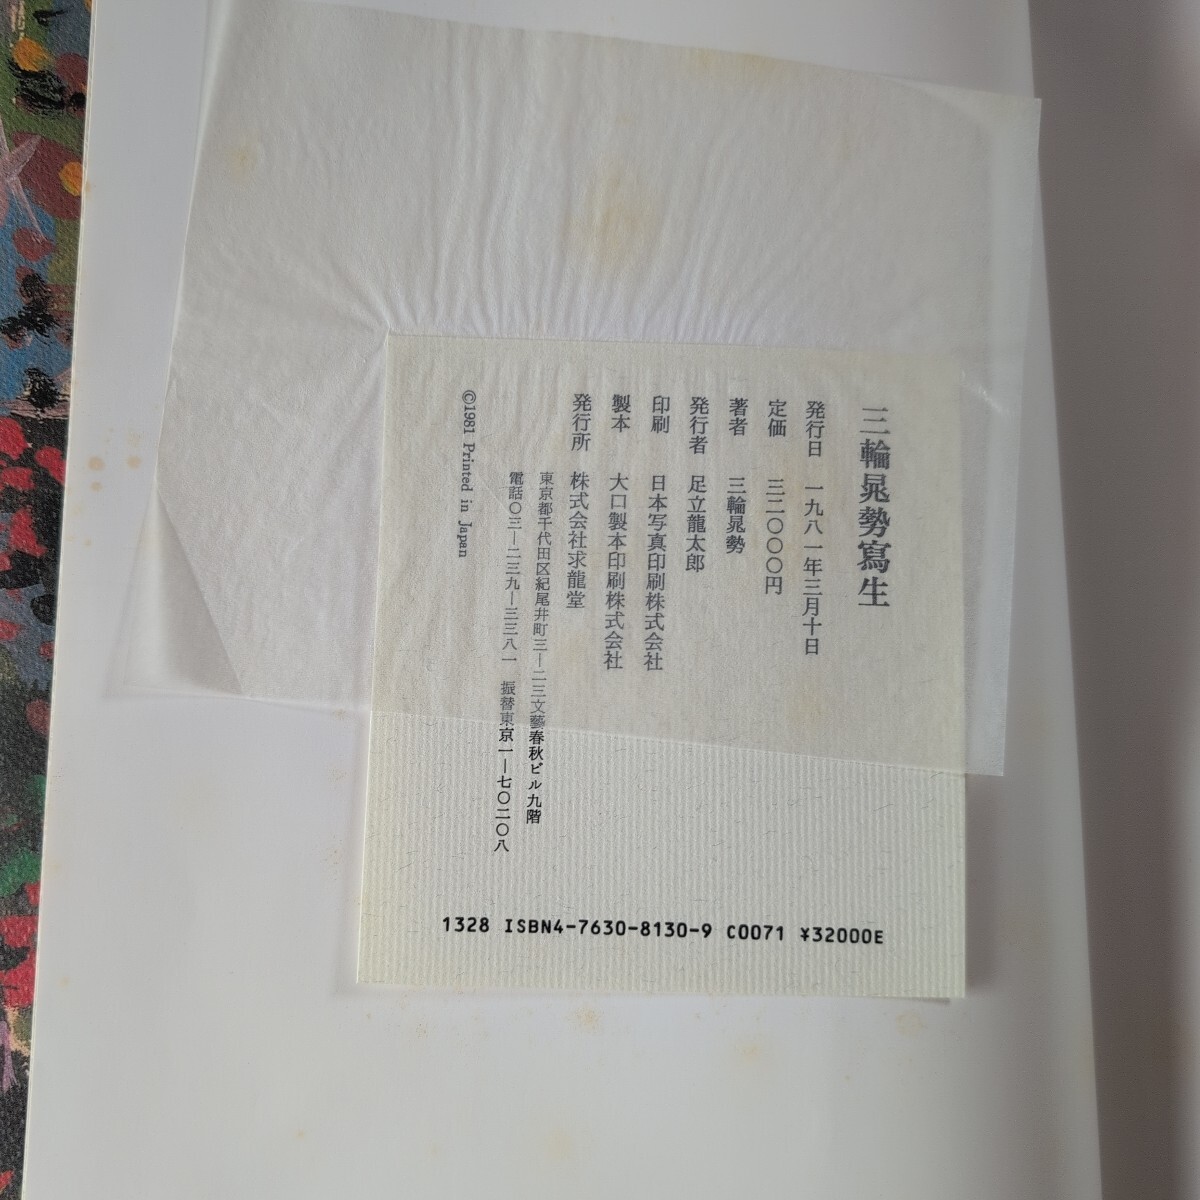 三輪晁勢寫生
発行日 一九八一年三月十日
定価 三二〇〇〇円
著者 三輪晁勢
発行者 足立龍太郎
印刷 日本写真印刷株式会社
製本 大口製本印刷株式会社
発行所 株式会社求龍堂
東京都千代田区紀尾井町三―二三文藝春秋ビル九階
電話〇三―二三九―三三八一 振替東京一―七〇二〇八
©1981 Printed in Japan
1328 ISBN4-7630-8130-9 C0071 ¥32000E